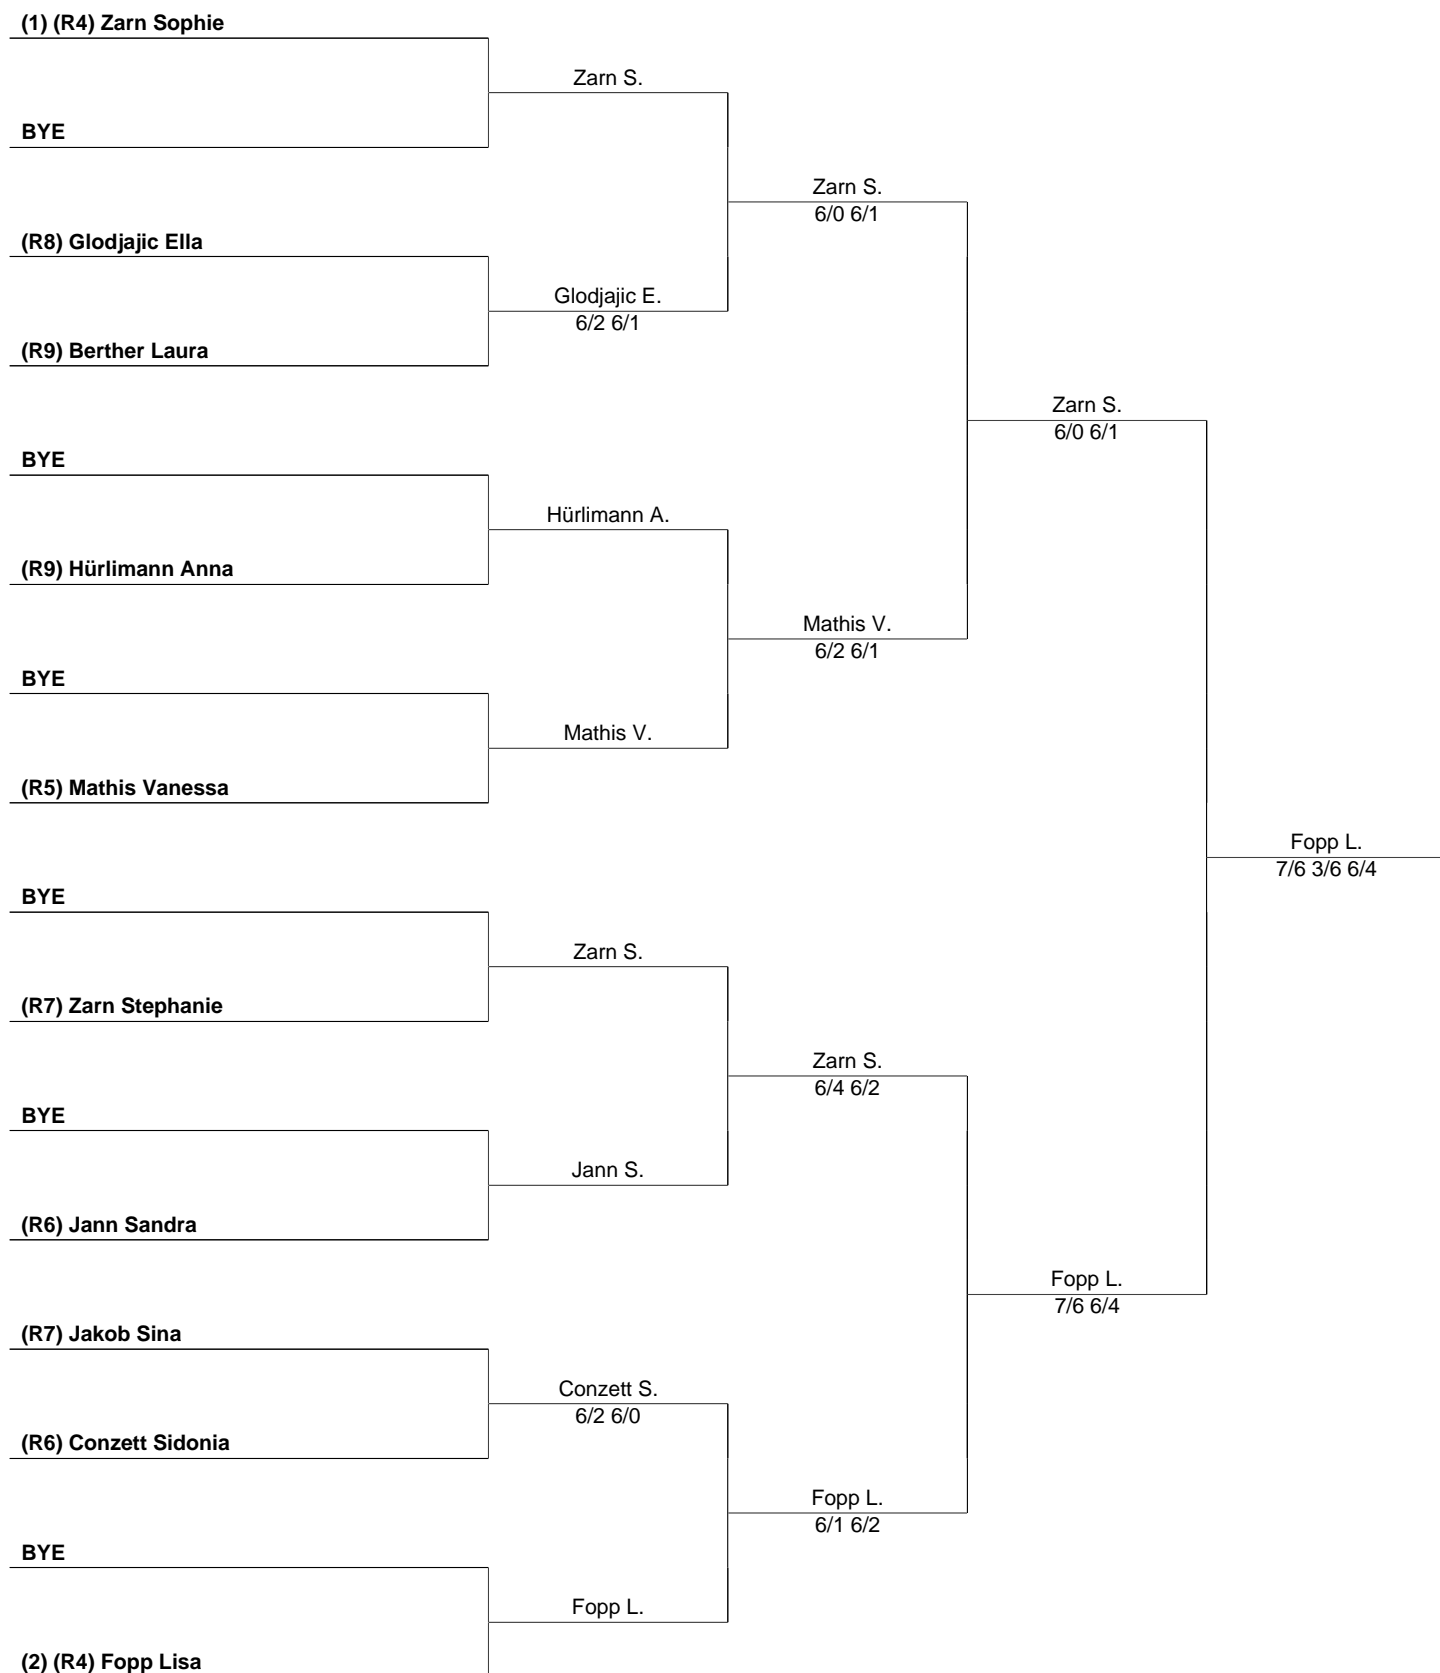 (1) (R4) Zarn Sophie
Zarn S.
BYE
Zarn S.
6/0 6/1
(R8) Glodjajic Ella
Glodjajic E.
6/2 6/1
(R9) Berther Laura
Zarn S.
6/0 6/1
BYE
Hürlimann A.
(R9) Hürlimann Anna
Mathis V.
6/2 6/1
BYE
Mathis V.
(R5) Mathis Vanessa
Fopp L.
7/6 3/6 6/4
BYE
Zarn S.
(R7) Zarn Stephanie
Zarn S.
6/4 6/2
BYE
Jann S.
(R6) Jann Sandra
Fopp L.
7/6 6/4
(R7) Jakob Sina
Conzett S.
6/2 6/0
(R6) Conzett Sidonia
Fopp L.
6/1 6/2
BYE
Fopp L.
(2) (R4) Fopp Lisa